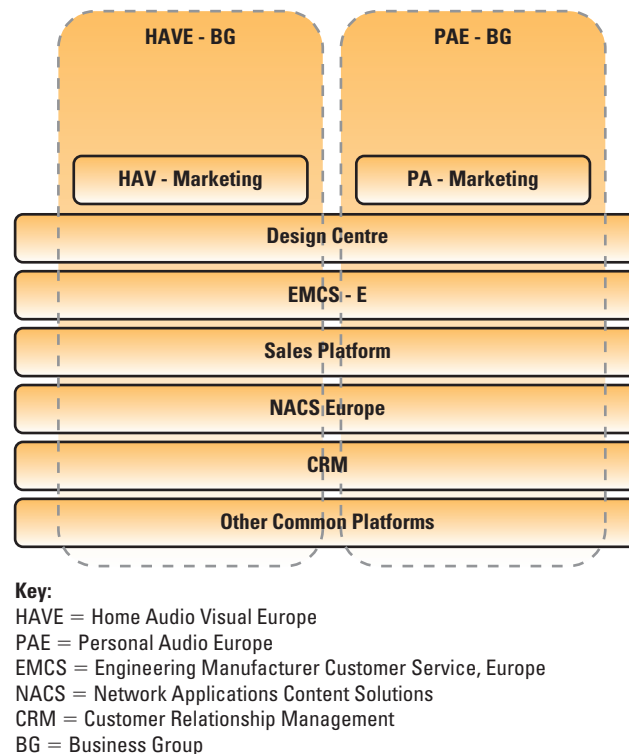 HAVE - BG
PAE - BG
HAV - Marketing
PA - Marketing
Design Centre
EMCS - E
Sales Platform
NACS Europe
CRM
Other Common Platforms
Key:
HAVE = Home Audio Visual Europe
PAE = Personal Audio Europe
EMCS = Engineering Manufacturer Customer Service, Europe
NACS = Network Applications Content Solutions
CRM = Customer Relationship Management
BG = Business Group